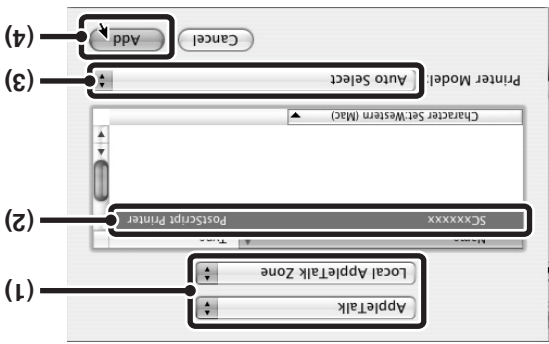 AppleTalk
(1)
Local AppleTalk Zone
Name
Type
(2)
SCxxxxxx
PostScript Printer
Character Set:Western (Mac)
(3)
Printer Model:
Auto Select
(4)
Cancel
Add